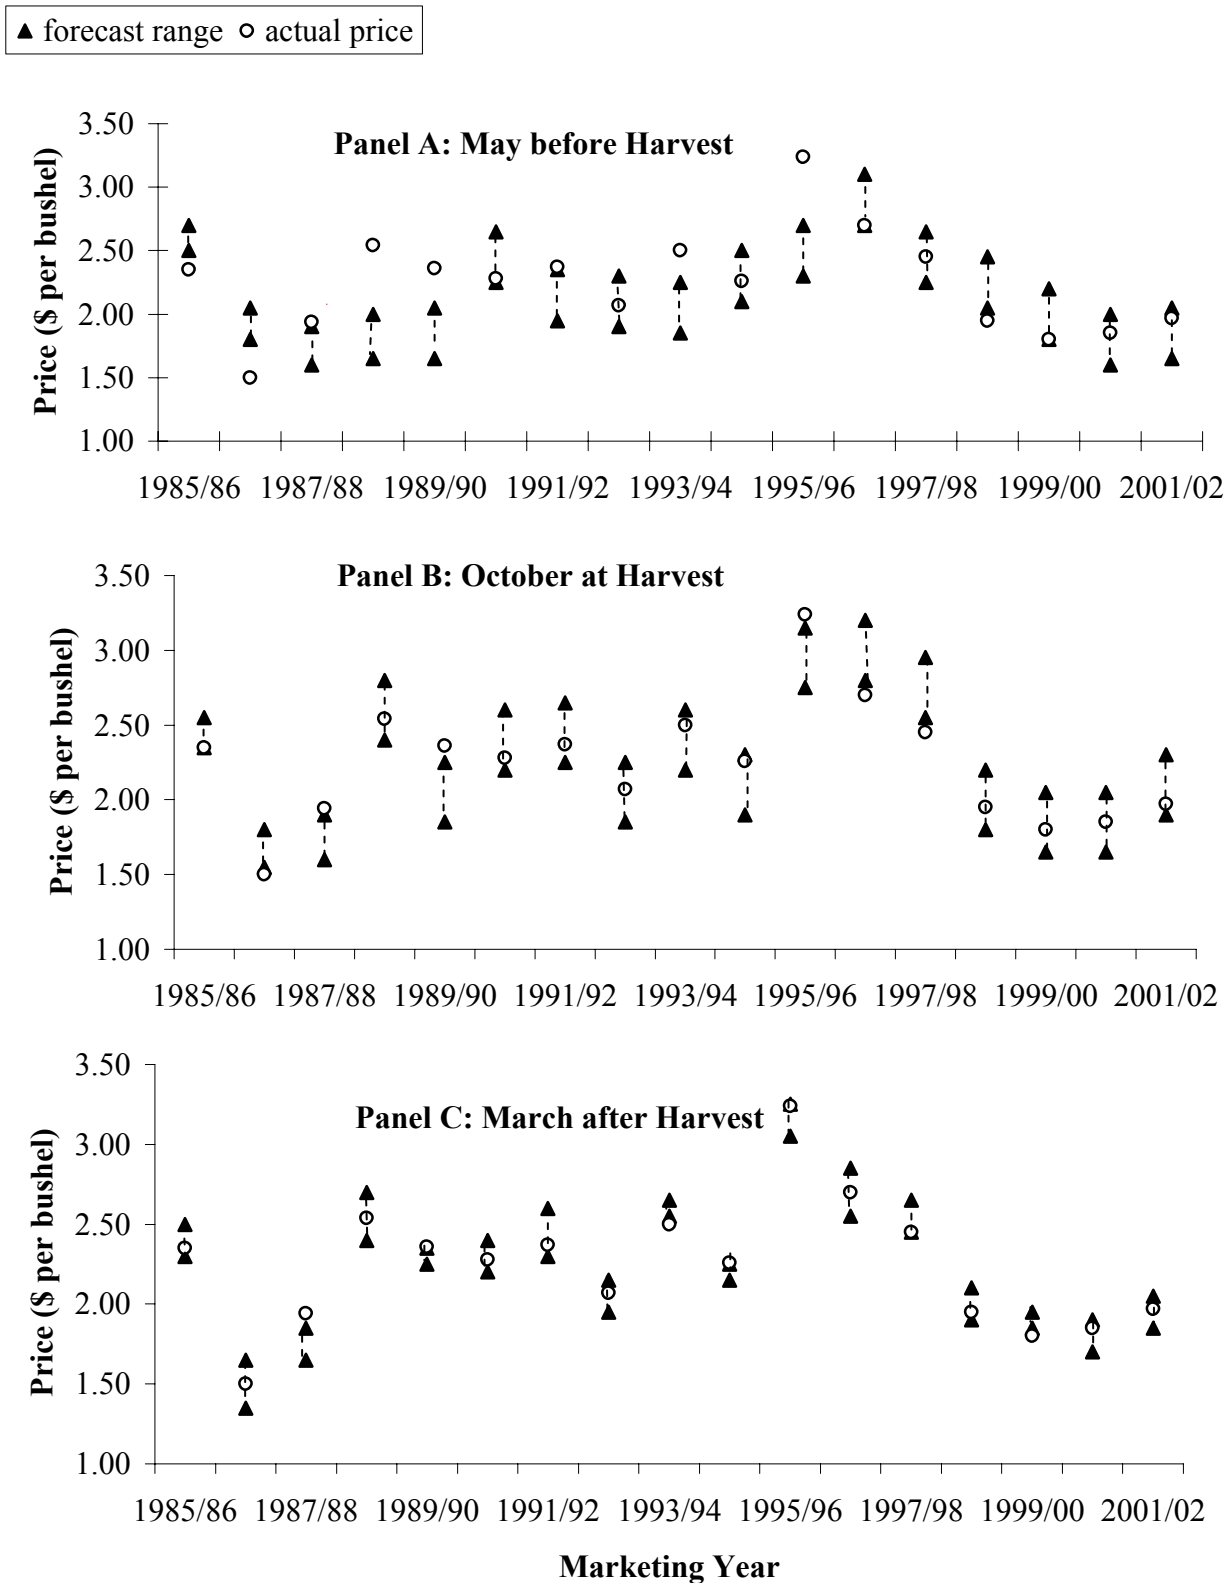 ▲ forecast range ○ actual price
Panel A: May before Harvest
Price ($ per bushel)
3.50
3.00
2.50
2.00
1.50
1.00
1985/86 1987/88 1989/90 1991/92 1993/94 1995/96 1997/98 1999/00 2001/02
Panel B: October at Harvest
Price ($ per bushel)
3.50
3.00
2.50
2.00
1.50
1.00
1985/86 1987/88 1989/90 1991/92 1993/94 1995/96 1997/98 1999/00 2001/02
Panel C: March after Harvest
Price ($ per bushel)
3.50
3.00
2.50
2.00
1.50
1.00
1985/86 1987/88 1989/90 1991/92 1993/94 1995/96 1997/98 1999/00 2001/02
Marketing Year